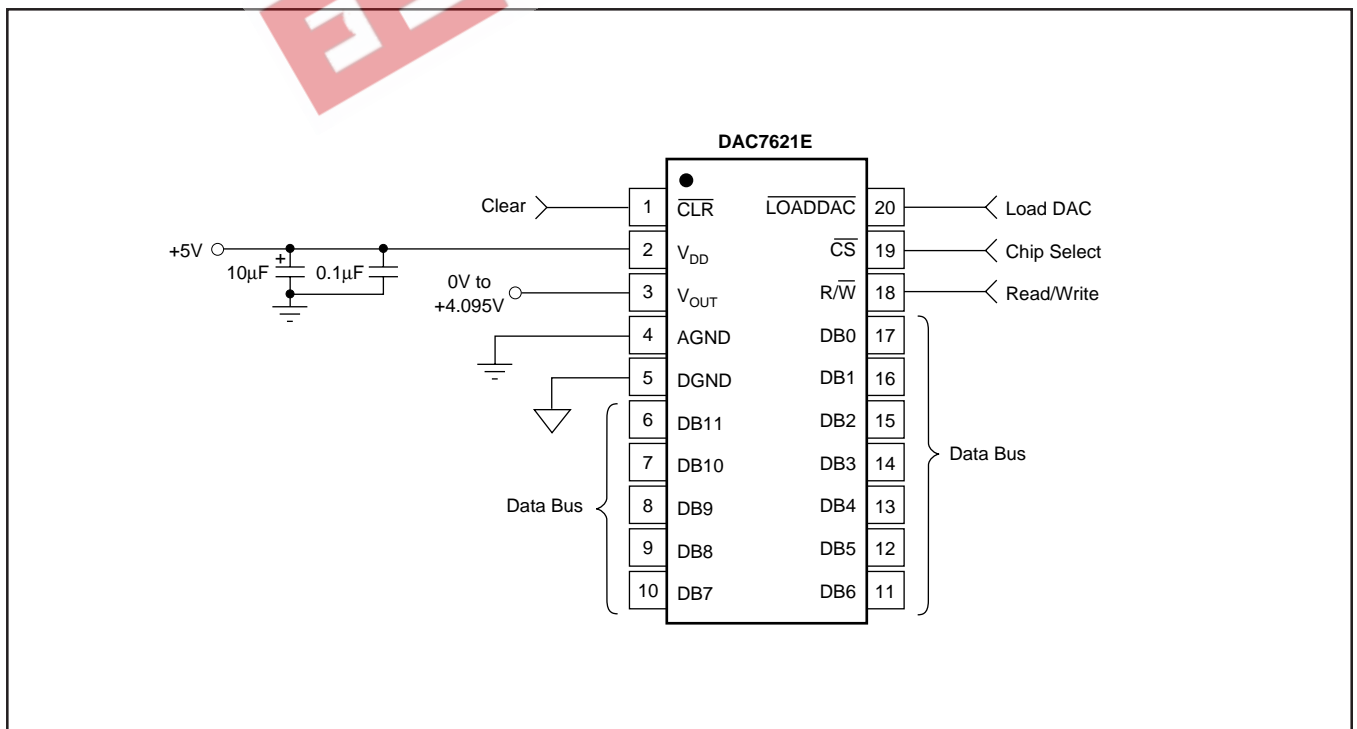 DAC7621E
Clear
1
CLR
LOADDAC
20
Load DAC
+5V
2
VDD
CS
19
Chip Select
10µF
+
0.1µF
0V to
+4.095V
3
VOUT
R/W
18
Read/Write
4
AGND
DB0
17
5
DGND
DB1
16
6
DB11
DB2
15
7
DB10
DB3
14
Data Bus
8
DB9
DB4
13
Data Bus
9
DB8
DB5
12
10
DB7
DB6
11